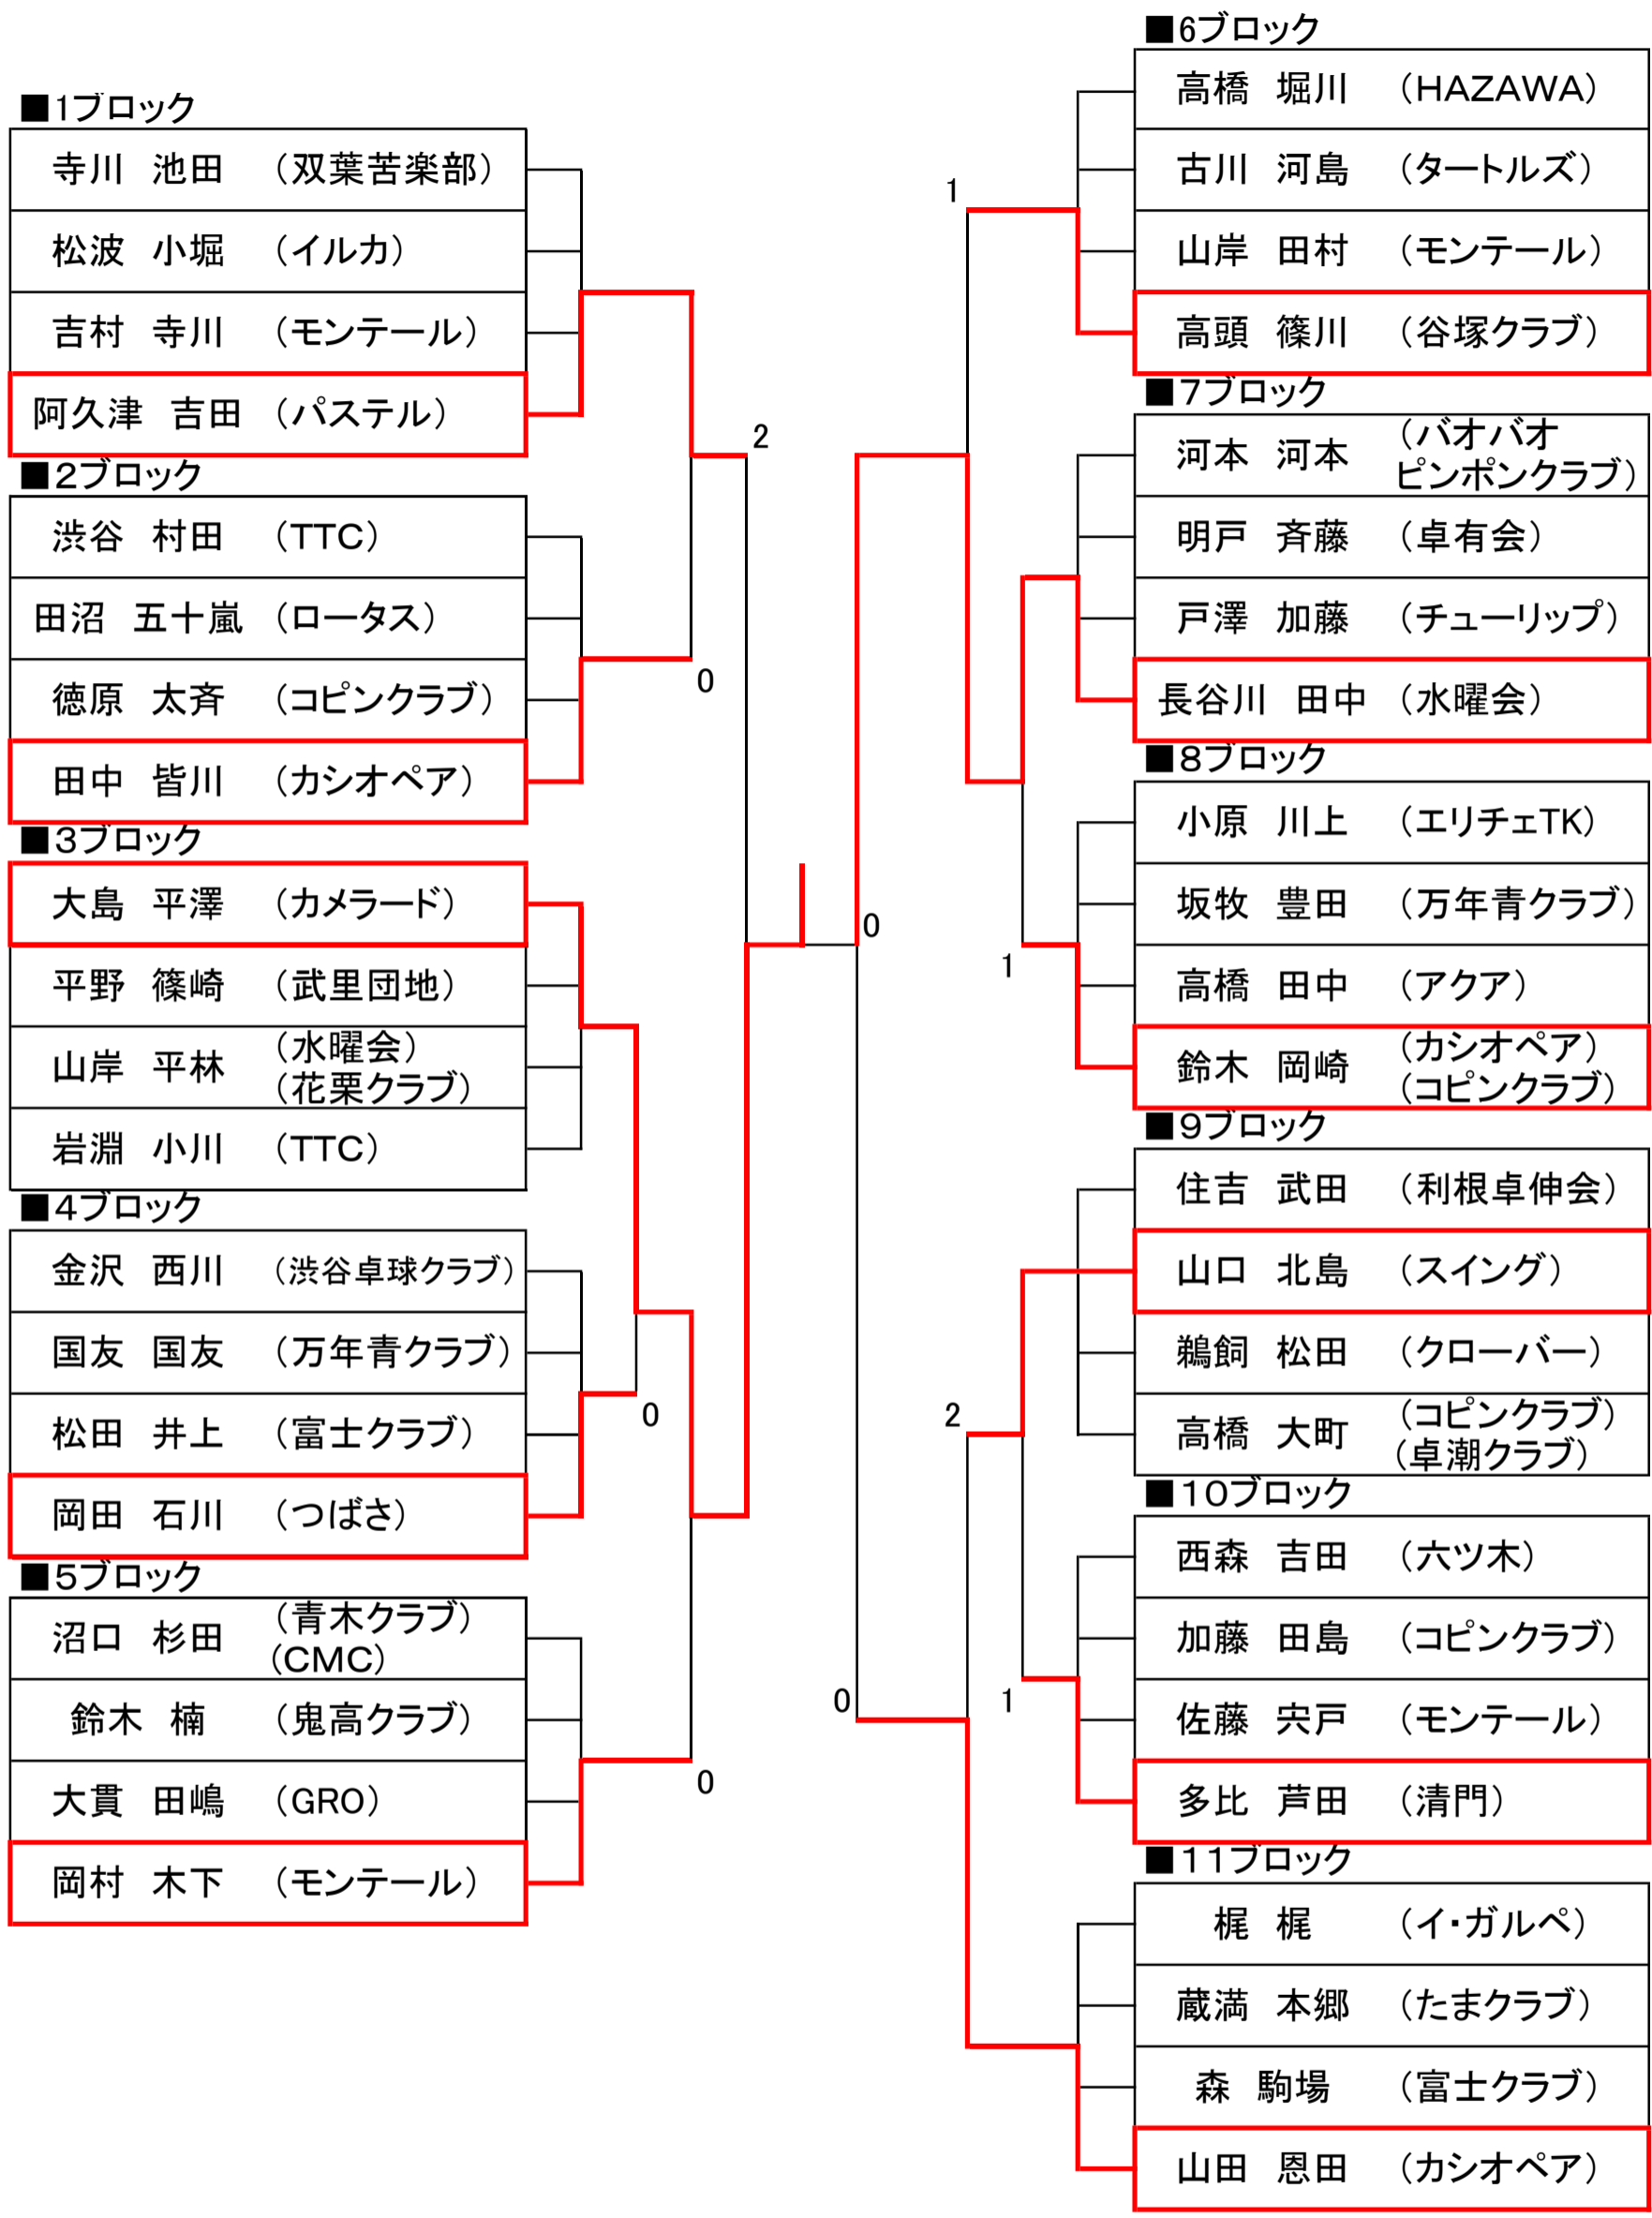 ■1ブロック
寺川 池田 （双葉苦楽部）
松波 小堀 （イルカ）
吉村 寺川 （モンテール）
阿久津 吉田 （パステル）
■2ブロック
渋谷 村田 （TTC）
田沼 五十嵐 （ロータス）
徳原 太斉 （コピンクラブ）
田中 皆川 （カシオペア）
■3ブロック
大島 平澤 （カメラード）
平野 篠崎 （武里団地）
山岸 平林 （水曜会）
（花栗クラブ）
岩淵 小川 （TTC）
■4ブロック
金沢 西川 （渋谷卓球クラブ）
国友 国友 （万年青クラブ）
松田 井上 （富士クラブ）
岡田 石川 （つばさ）
■5ブロック
沼口 杉田 （青木クラブ）
（CMC）
鈴木 楠 （鬼高クラブ）
大貫 田嶋 （GRO）
岡村 木下 （モンテール）
2
0
0
0
1
0
1
2
0
1
■6ブロック
高橋 堀川 （HAZAWA）
古川 河島 （タートルズ）
山岸 田村 （モンテール）
高頭 篠川 （谷塚クラブ）
■7ブロック
河本 河本 （バオバオ
ピンポンクラブ）
明戸 斉藤 （卓有会）
戸澤 加藤 （チューリップ）
長谷川 田中 （水曜会）
■8ブロック
小原 川上 （エリチェTK）
坂牧 豊田 （万年青クラブ）
高橋 田中 （アクア）
鈴木 岡崎 （カシオペア）
（コピンクラブ）
■9ブロック
住吉 武田 （利根卓伸会）
山口 北島 （スイング）
鵜飼 松田 （クローバー）
高橋 大町 （コピンクラブ）
（卓潮クラブ）
■10ブロック
西森 吉田 （六ツ木）
加藤 田島 （コピンクラブ）
佐藤 宍戸 （モンテール）
多比 芦田 （清門）
■11ブロック
梶 梶 （イ・ガルペ）
蔵満 本郷 （たまクラブ）
森 駒場 （富士クラブ）
山田 恩田 （カシオペア）